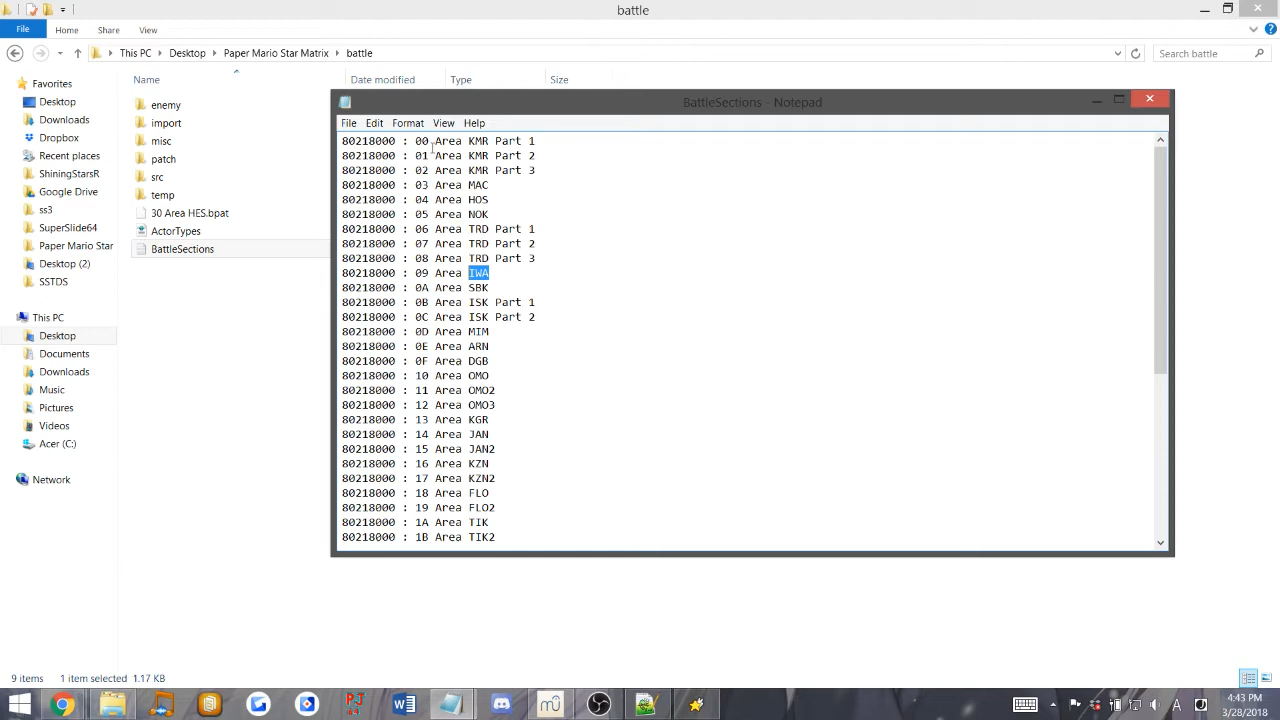 battle
File
Home
Share
View
This PC
Desktop
Paper Mario Star Matrix
battle
Search battle
Favorites
Desktop
Downloads
Dropbox
Recent places
ShiningStarsR
Google Drive
ss3
SuperSlide64
Paper Mario Star
Desktop (2)
SSTDS
This PC
Desktop
Documents
Downloads
Music
Pictures
Videos
Acer (C:)
Network
Name
Date modified
Type
Size
enemy
import
misc
patch
src
temp
30 Area HES.bpat
ActorTypes
BattleSections
BattleSections - Notepad
File Edit Format View Help
80218000 : 00 Area KMR Part 1
80218000 : 01 Area KMR Part 2
80218000 : 02 Area KMR Part 3
80218000 : 03 Area MAC
80218000 : 04 Area HOS
80218000 : 05 Area NOK
80218000 : 06 Area TRD Part 1
80218000 : 07 Area TRD Part 2
80218000 : 08 Area TRD Part 3
80218000 : 09 Area IWA
80218000 : 0A Area SBK
80218000 : 0B Area ISK Part 1
80218000 : 0C Area ISK Part 2
80218000 : 0D Area MIM
80218000 : 0E Area ARN
80218000 : 0F Area DGB
80218000 : 10 Area OMO
80218000 : 11 Area OMO2
80218000 : 12 Area OMO3
80218000 : 13 Area KGR
80218000 : 14 Area JAN
80218000 : 15 Area JAN2
80218000 : 16 Area KZN
80218000 : 17 Area KZN2
80218000 : 18 Area FLO
80218000 : 19 Area FLO2
80218000 : 1A Area TIK
80218000 : 1B Area TIK2
9 items
1 item selected 1.17 KB
4:43 PM
3/28/2018